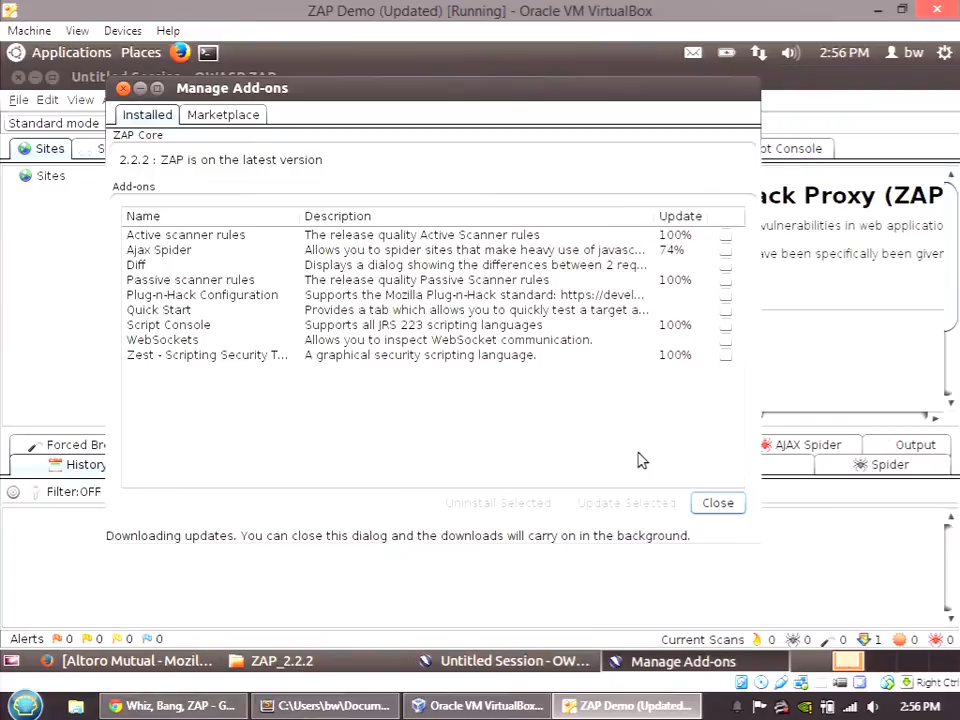 ZAP Demo (Updated) [Running] - Oracle VM VirtualBox
Machine View Devices Help
Applications Places 2:56 PM bw
Manage Add-ons
File Edit View
Installed Marketplace
Standard mode
ZAP Core
Sites
pt Console
2.2.2 : ZAP is on the latest version
Sites
Add-ons
ack Proxy (ZAP
Name Description Update
vulnerabilities in web applicatio
Active scanner rules The release quality Active Scanner rules 100%
Ajax Spider Allows you to spider sites that make heavy use of javasc... 74%
ave been specifically been giver
Diff Displays a dialog showing the differences between 2 req...
Passive scanner rules The release quality Passive Scanner rules 100%
Plug-n-Hack Configuration Supports the Mozilla Plug-n-Hack standard: https://devel...
Quick Start Provides a tab which allows you to quickly test a target a...
Script Console Supports all JRS 223 scripting languages 100%
WebSockets Allows you to inspect WebSocket communication.
Zest - Scripting Security T... A graphical security scripting language. 100%
Forced Bro AJAX Spider Output
History Spider
Filter:OFF
Uninstall Selected Update Selected Close
Downloading updates. You can close this dialog and the downloads will carry on in the background.
Alerts 0 0 0 0 Current Scans 0 0 0 1 0 0
[Altoro Mutual - Mozil... ZAP_2.2.2 Untitled Session - OW... Manage Add-ons
Right Ctrl
Whiz, Bang, ZAP - G... C:\Users\bw\Docum... Oracle VM VirtualBox... ZAP Demo (Updated... 2:56 PM